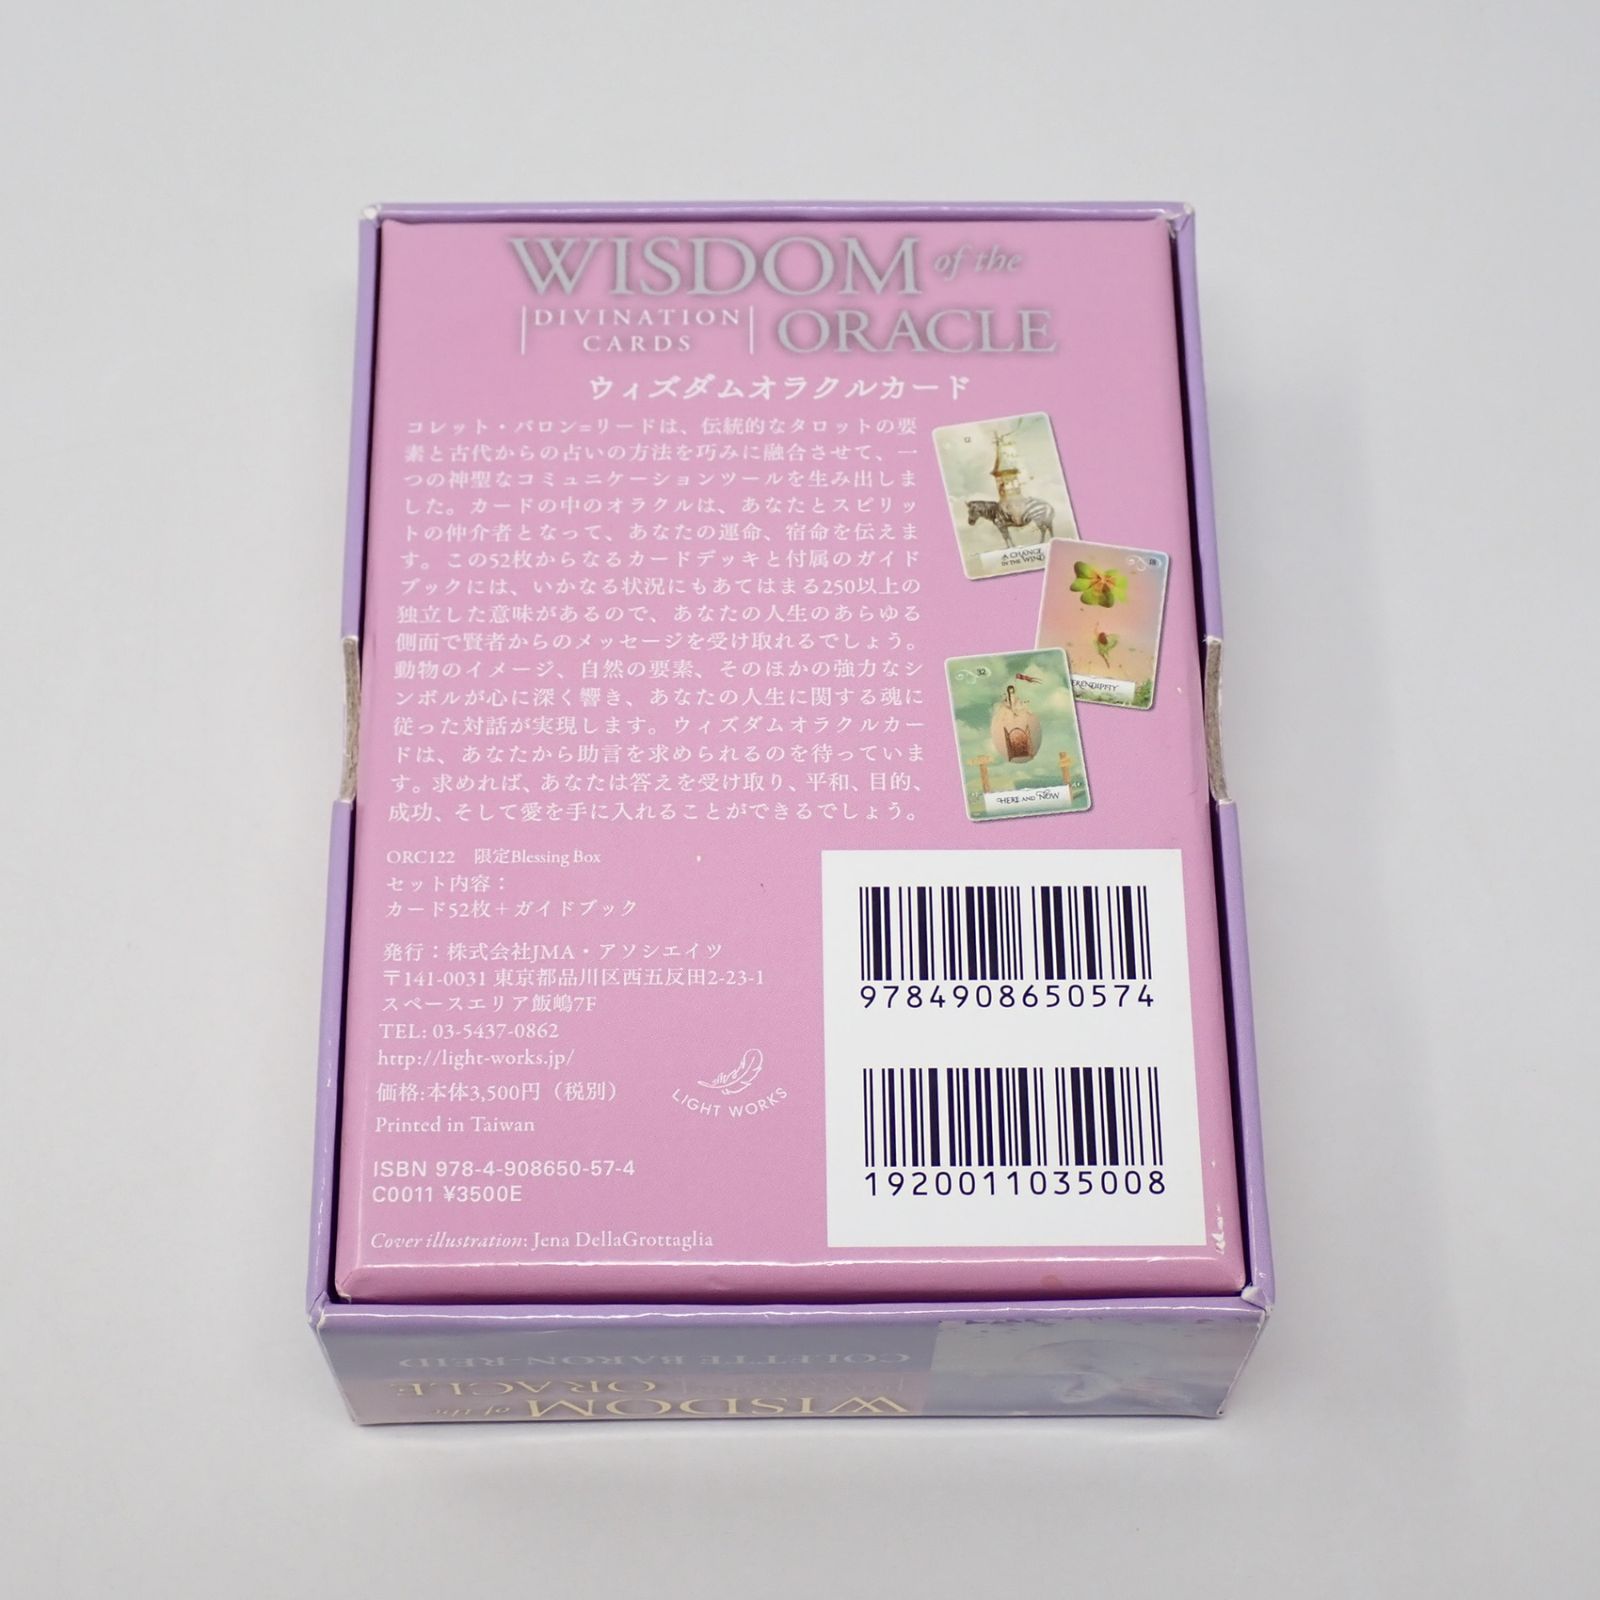 WISDOM of the
DIVINATION
CARDS
ORACLE
ウィズダムオラクルカード
コレット・バロン=リードは、伝統的なタロットの要
素と古代からの占いの方法を巧みに融合させて、一
つの神聖なコミュニケーションツールを生み出しま
した。カードの中のオラクルは、あなたとスピリッ
トの仲介者となって、あなたの運命、宿命を伝えま
す。この52枚からなるカードデッキと付属のガイド
ブックには、いかなる状況にもあてはまる250以上の
独立した意味があるので、あなたの人生のあらゆる
側面で賢者からのメッセージを受け取れるでしょう。
動物のイメージ、自然の要素、そのほかの強力なシ
ンボルが心に深く響き、あなたの人生に関する魂に
従った対話が実現します。ウィズダムオラクルカー
ドは、あなたから助言を求められるのを待っていま
す。求めれば、あなたは答えを受け取り、平和、目的、
成功、そして愛を手に入れることができるでしょう。
12
A CHANGE
IN THE WIND
18
SERENDIPITY
32
HERE AND NOW
ORC122 限定Blessing Box
セット内容：
カード52枚＋ガイドブック
発行：株式会社JMA・アソシエイツ
〒141-0031 東京都品川区西五反田2-23-1
スペースエリア飯嶋7F
TEL: 03-5437-0862
http://light-works.jp/
価格:本体3,500円（税別）
Printed in Taiwan
LIGHT WORKS
ISBN 978-4-908650-57-4
C0011 ¥3500E
Cover illustration: Jena DellaGrottaglia
9784908650574
1920011035008
COLETTE BARON-REID
WISDOM of the
ORACLE